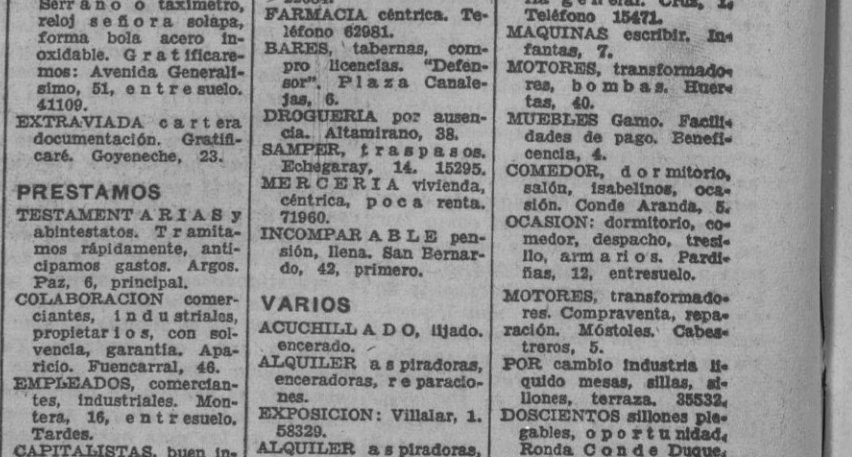 Serrano o taxímetro,
reloj señora solapa,
forma bola acero in-
oxidable. Gratificare-
mos: Avenida Generalí-
simo, 51, entresuelo.
41109.
EXTRAVIADA cartera
documentación. Gratifi-
caré. Goyeneche, 23.
PRESTAMOS
TESTAMENTARIAS y
abintestatos. Tramita-
mos rápidamente, anti-
cipamos gastos. Argos.
Paz, 6, principal.
COLABORACION comer-
ciantes, industriales,
propietarios, con sol-
vencia, garantía. Apa-
ricio. Fuencarral, 46.
EMPLEADOS, comercian-
tes, industriales. Mon-
tera, 16, entresuelo.
Tardes.
CAPITALISTAS, buen in-
FARMACIA céntrica. Te-
léfono 62981.
BARES, tabernas, com-
pro licencias. "Defen-
sor". Plaza Canale-
jas, 6.
DROGUERIA por ausen-
cia. Altamirano, 38.
SAMPER, traspasos.
Echegaray, 14. 15295.
MERCERIA vivienda,
céntrica, poca renta.
71960.
INCOMPARABLE pen-
sión, llena. San Bernar-
do, 42, primero.
VARIOS
ACUCHILLADO, lijado.
encerado.
ALQUILER aspiradoras,
enceradoras, reparacio-
nes.
EXPOSICION: Villalar, 1.
58329.
ALQUILER aspiradoras,
general. Cruz, 1.
Teléfono 15471.
MAQUINAS escribir. In-
fantas, 7.
MOTORES, transformado-
res, bombas. Huer-
tas, 40.
MUEBLES Gamo. Facili-
dades de pago. Benefi-
cencia, 4.
COMEDOR, dormitorio,
salón, isabelinos, oca-
sión. Conde Aranda, 5.
OCASION: dormitorio, co-
medor, despacho, tresi-
llo, armarios. Pardi-
ñas, 12, entresuelo.
MOTORES, transformado-
res. Compraventa, repa-
ración. Móstoles. Cabes-
treros, 5.
POR cambio industria li-
quido mesas, sillas, si-
llones, terraza. 35532.
DOSCIENTOS sillones ple-
gables, oportunidad.
Ronda Conde Duque,